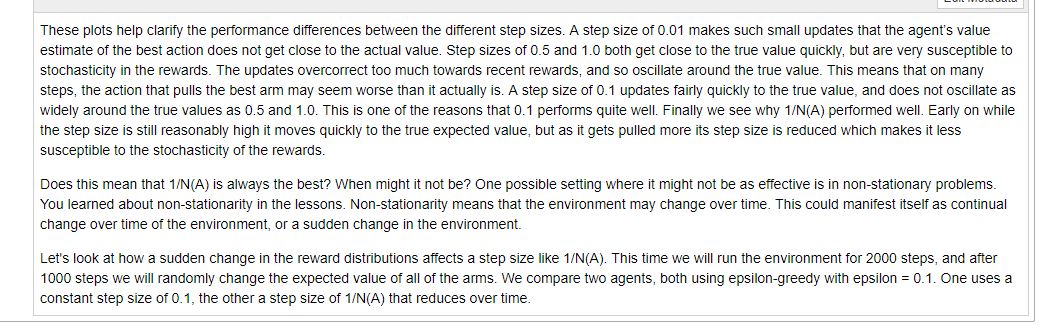 These plots help clarify the performance differences between the different step sizes. A step size of 0.01 makes such small updates that the agent's value
estimate of the best action does not get close to the actual value. Step sizes of 0.5 and 1.0 both get close to the true value quickly, but are very susceptible to
stochasticity in the rewards. The updates overcorrect too much towards recent rewards, and so oscillate around the true value. This means that on many
steps, the action that pulls the best arm may seem worse than it actually is. A step size of 0.1 updates fairly quickly to the true value, and does not oscillate as
widely around the true values as 0.5 and 1.0. This is one of the reasons that 0.1 performs quite well. Finally we see why 1/N(A) performed well. Early on while
the step size is still reasonably high it moves quickly to the true expected value, but as it gets pulled more its step size is reduced which makes it less
susceptible to the stochasticity of the rewards.
Does this mean that 1/N(A) is always the best? When might it not be? One possible setting where it might not be as effective is in non-stationary problems.
You learned about non-stationarity in the lessons. Non-stationarity means that the environment may change over time. This could manifest itself as continual
change over time of the environment, or a sudden change in the environment.
Let's look at how a sudden change in the reward distributions affects a step size like 1/N(A). This time we will run the environment for 2000 steps, and after
1000 steps we will randomly change the expected value of all of the arms. We compare two agents, both using epsilon-greedy with epsilon = 0.1. One uses a
constant step size of 0.1, the other a step size of 1/N(A) that reduces over time.